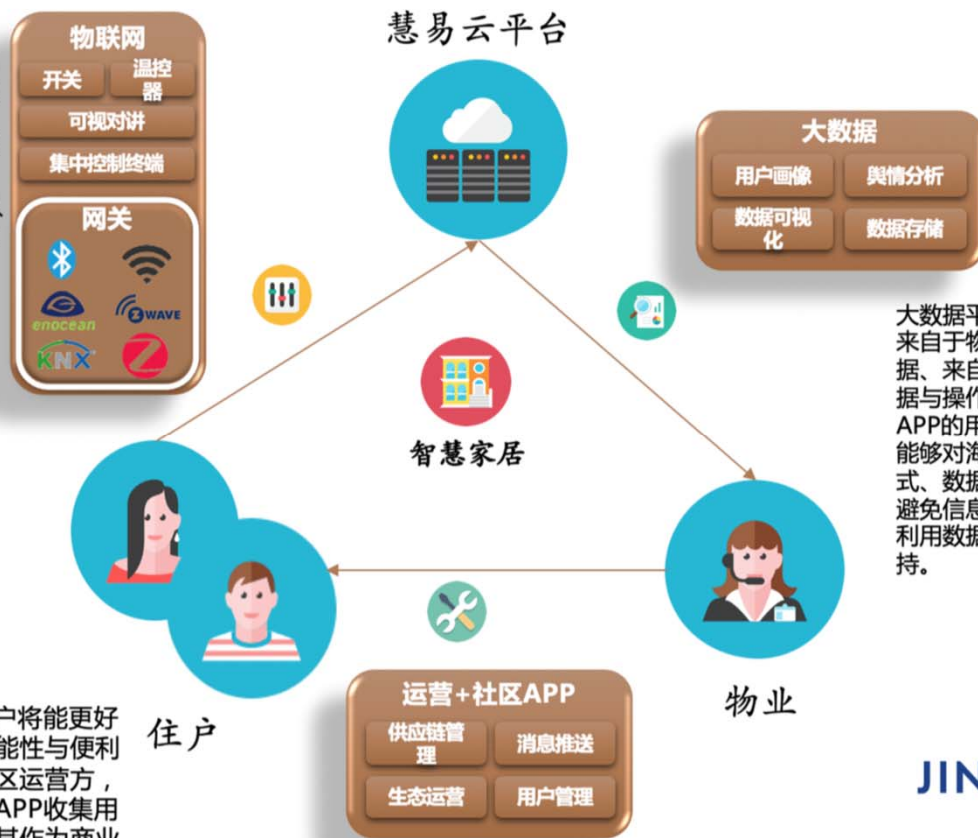 慧易云平台
物联网
开关
温控
器
可视对讲
集中控制终端
网关
enocean
ZWAVE
KNX
大数据
用户画像
舆情分析
数据可视
化
数据存储
大数据平
来自于物
据、来自
据与操作
APP的用
能够对海
式、数据
避免信息
利用数据
持。
智慧家居
住户
物业
户将能更好
能性与便利
区运营方，
APP收集用
其作为商业
运营+社区APP
供应链管
理
消息推送
生态运营
用户管理
JIN